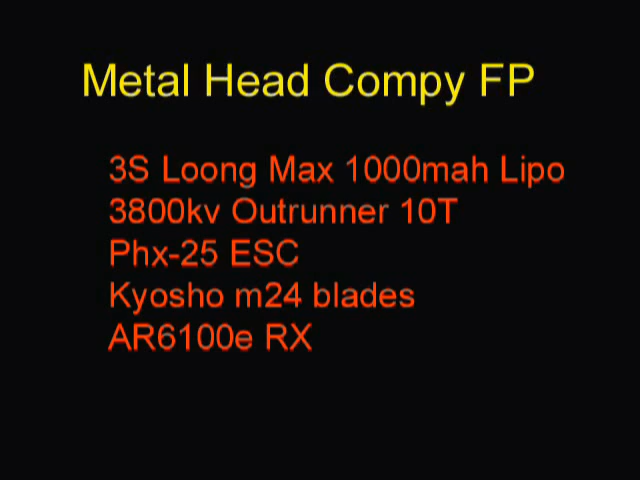 Metal Head Compy FP
3S Loong Max 1000mah Lipo
3800kv Outrunner 10T
Phx-25 ESC
Kyosho m24 blades
AR6100e RX